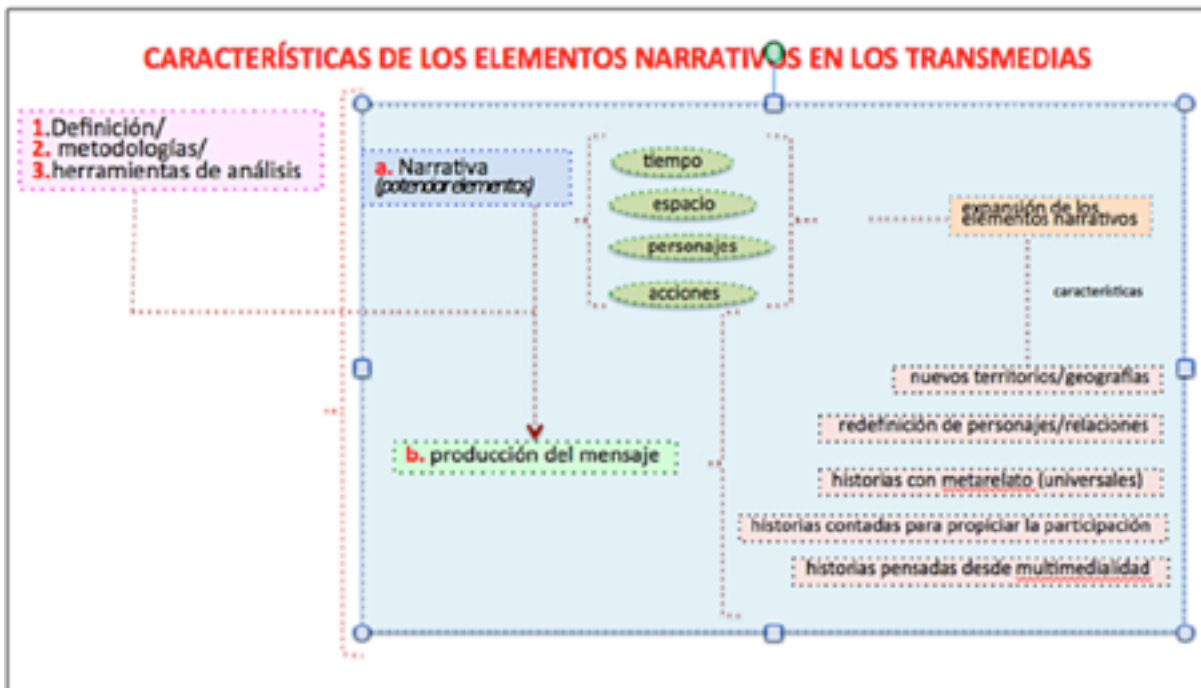 CARACTERÍSTICAS DE LOS ELEMENTOS NARRATIVOS EN LOS TRANSMEDIAS
1.Definición/
2. metodologías/
3.herramientas de análisis
a. Narrativa
(potenciar elementos)
tiempo
espacio
personajes
acciones
expansión de los
elementos narrativos
características
nuevos territorios/geografías
redefinición de personajes/relaciones
historias con metarelato (universales)
historias contadas para propiciar la participación
historias pensadas desde multimedialidad
b. producción del mensaje